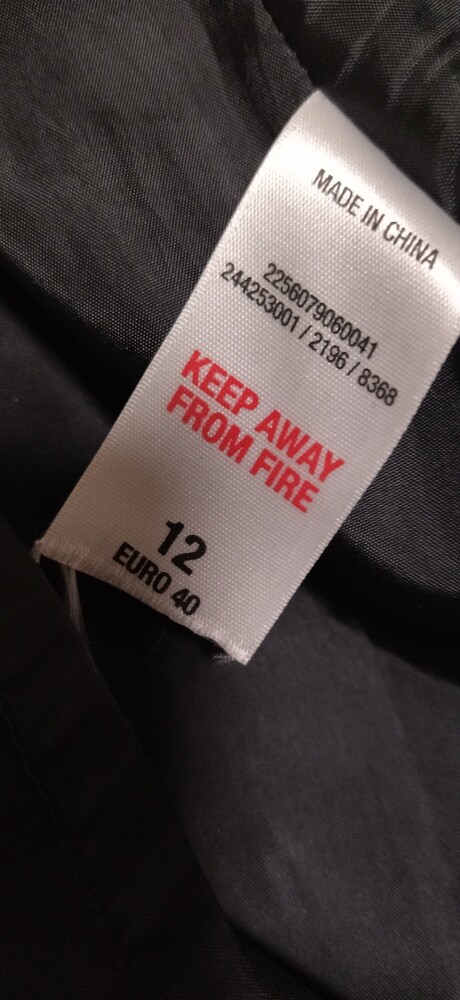 MADE IN CHINA
2256079060041
244253001 / 2196 / 8368
KEEP AWAY
FROM FIRE
12
EURO 40